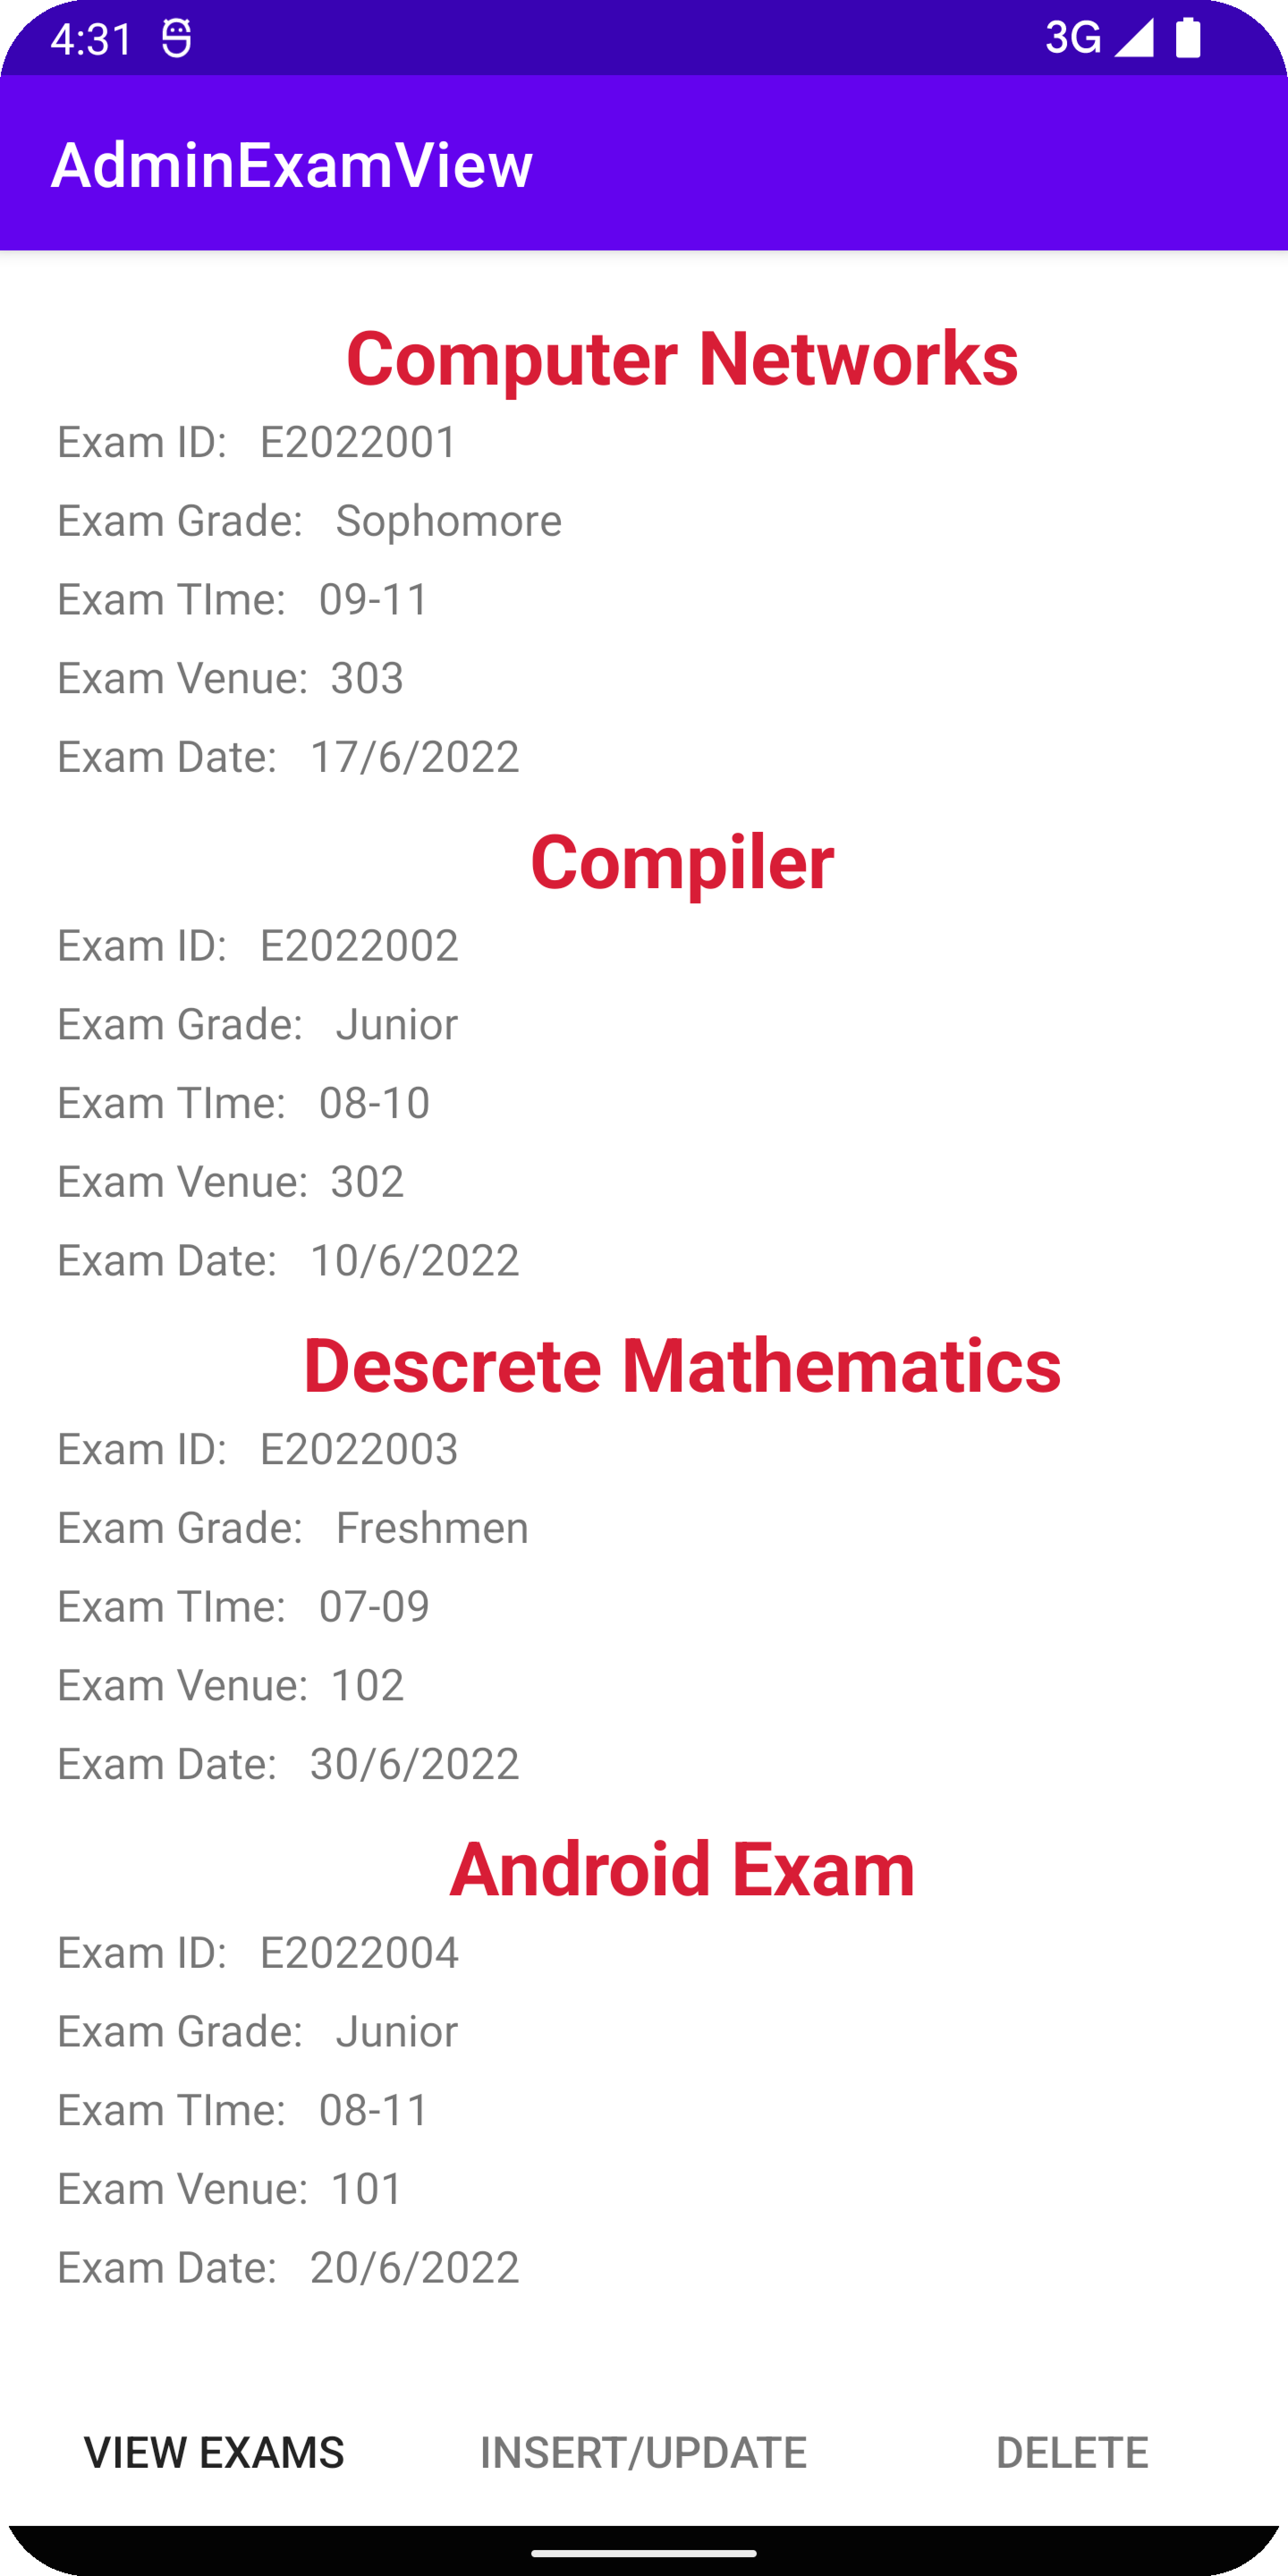 4:31 3G
AdminExamView
Computer Networks
Exam ID: E2022001
Exam Grade: Sophomore
Exam TIme: 09-11
Exam Venue: 303
Exam Date: 17/6/2022
Compiler
Exam ID: E2022002
Exam Grade: Junior
Exam TIme: 08-10
Exam Venue: 302
Exam Date: 10/6/2022
Descrete Mathematics
Exam ID: E2022003
Exam Grade: Freshmen
Exam TIme: 07-09
Exam Venue: 102
Exam Date: 30/6/2022
Android Exam
Exam ID: E2022004
Exam Grade: Junior
Exam TIme: 08-11
Exam Venue: 101
Exam Date: 20/6/2022
VIEW EXAMS INSERT/UPDATE DELETE